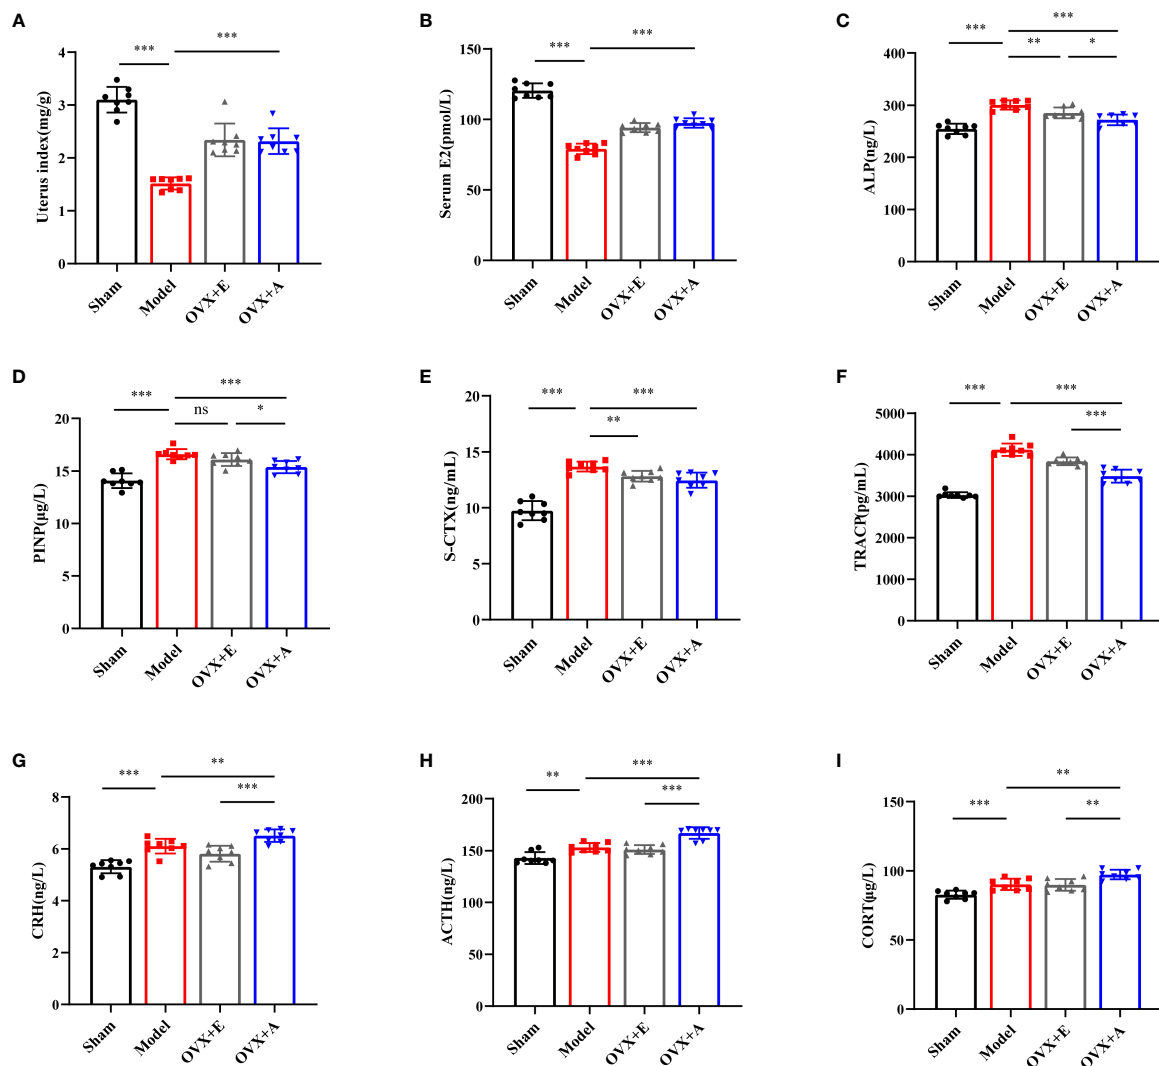 A
***
***
Uterus index(mg/g)
4
3
2
1
0
Sham
Model
OVX+E
OVX+A
B
***
***
Serum E2(pmol/L)
150
100
50
0
Sham
Model
OVX+E
OVX+A
C
***
***
**
*
ALP(ng/L)
400
300
200
100
0
Sham
Model
OVX+E
OVX+A
D
***
***
ns
*
PINP(μg/L)
20
15
10
5
0
Sham
Model
OVX+E
OVX+A
E
***
***
**
S-CTX(ng/mL)
20
15
10
5
0
Sham
Model
OVX+E
OVX+A
F
***
***
***
TRACP(pg/mL)
5000
4000
3000
2000
1000
0
Sham
Model
OVX+E
OVX+A
G
**
***
***
CRH(ng/L)
8
6
4
2
0
Sham
Model
OVX+E
OVX+A
H
***
**
***
ACTH(ng/L)
200
150
100
50
0
Sham
Model
OVX+E
OVX+A
I
**
***
**
CORT(μg/L)
150
100
50
0
Sham
Model
OVX+E
OVX+A